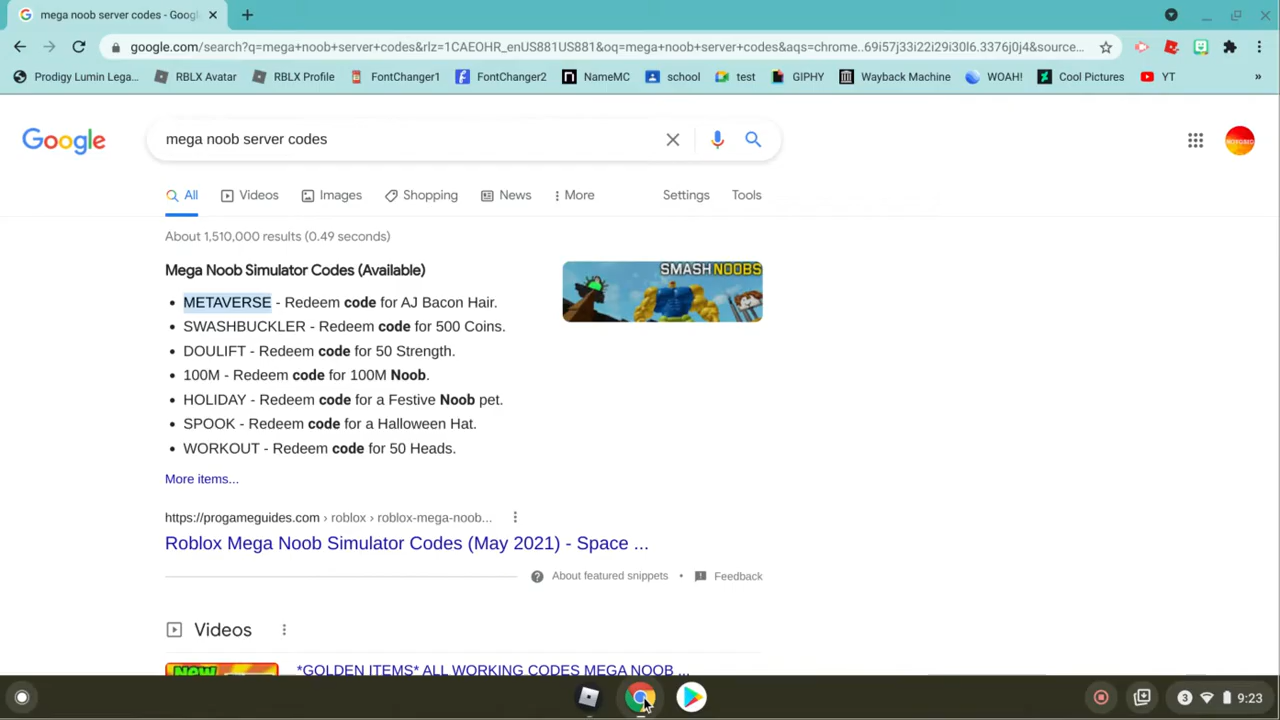 mega noob server codes - Googl
google.com/search?q=mega+noob+server+codes&rlz=1CAEOHR_enUS881US881&oq=mega+noob+server+codes&aqs=chrome..69i57j33i22i29i30l6.3376j0j4&source...
Prodigy Lumin Lega... RBLX Avatar RBLX Profile FontChanger1 FontChanger2 NameMC school test GIPHY Wayback Machine WOAH! Cool Pictures YT »
Google mega noob server codes
All Videos Images Shopping News More Settings Tools
About 1,510,000 results (0.49 seconds)
Mega Noob Simulator Codes (Available)
SMASH NOOBS
• METAVERSE - Redeem code for AJ Bacon Hair.
• SWASHBUCKLER - Redeem code for 500 Coins.
• DOULIFT - Redeem code for 50 Strength.
• 100M - Redeem code for 100M Noob.
• HOLIDAY - Redeem code for a Festive Noob pet.
• SPOOK - Redeem code for a Halloween Hat.
• WORKOUT - Redeem code for 50 Heads.
More items...
https://progameguides.com › roblox › roblox-mega-noob...
Roblox Mega Noob Simulator Codes (May 2021) - Space ...
About featured snippets • Feedback
Videos
NEW
*GOLDEN ITEMS* ALL WORKING CODES MEGA NOOB ...
3 9:23